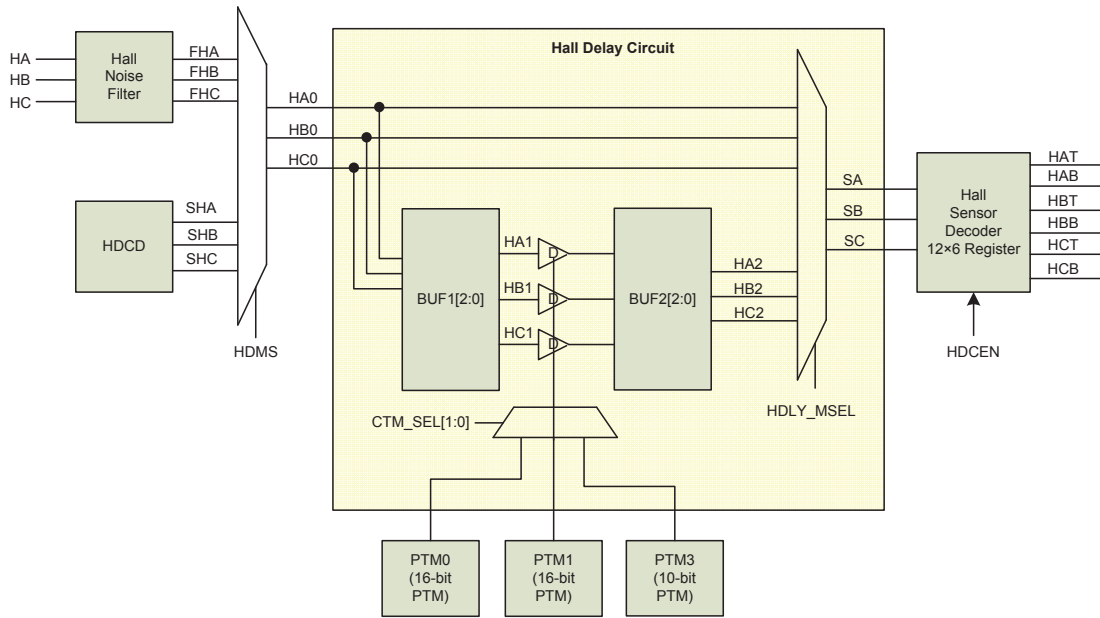 Hall Delay Circuit
HA
HB
HC
Hall
Noise
Filter
FHA
FHB
FHC
HA0
HB0
HC0
HDCD
SHA
SHB
SHC
HDMS
BUF1[2:0]
HA1
HB1
HC1
D
D
D
BUF2[2:0]
HA2
HB2
HC2
CTM_SEL[1:0]
HDLY_MSEL
SA
SB
SC
Hall
Sensor
Decoder
12×6 Register
HAT
HAB
HBT
HBB
HCT
HCB
HDCEN
PTM0
(16-bit
PTM)
PTM1
(16-bit
PTM)
PTM3
(10-bit
PTM)